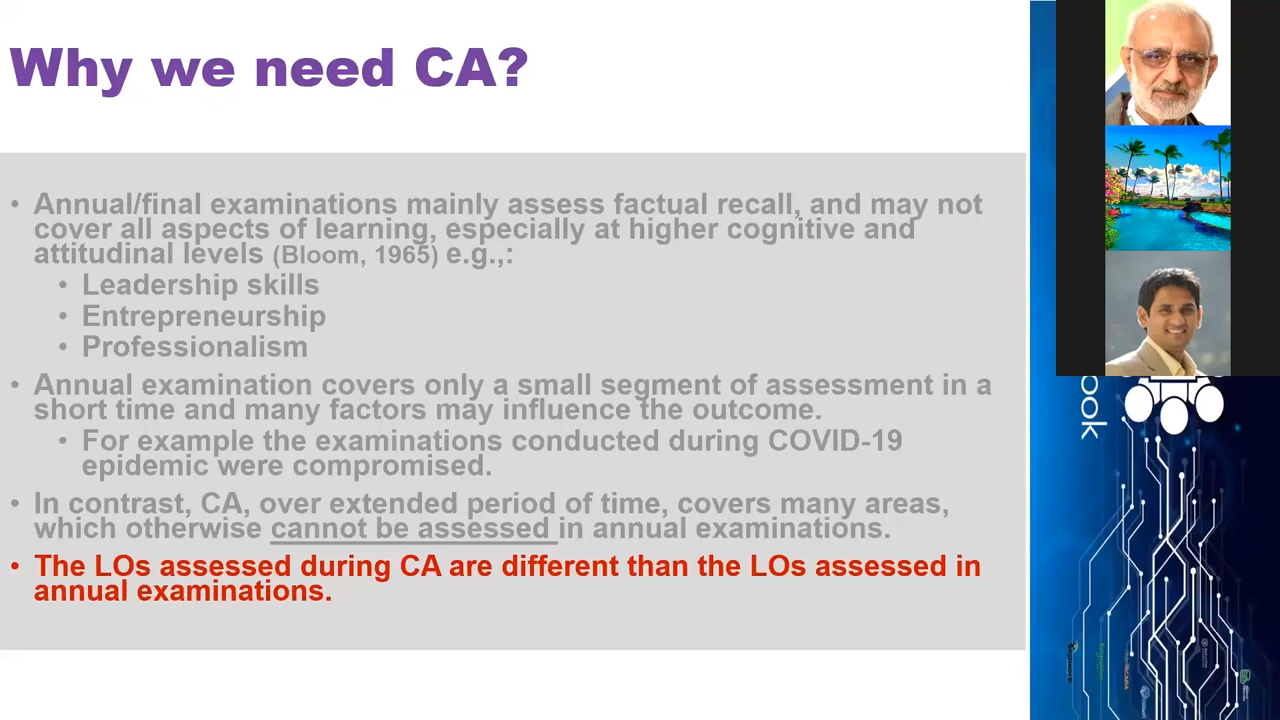 Why we need CA?
• Annual/final examinations mainly assess factual recall, and may not
cover all aspects of learning, especially at higher cognitive and
attitudinal levels (Bloom, 1965) e.g.,:
• Leadership skills
• Entrepreneurship
• Professionalism
• Annual examination covers only a small segment of assessment in a
short time and many factors may influence the outcome.
• For example the examinations conducted during COVID-19
epidemic were compromised.
• In contrast, CA, over extended period of time, covers many areas,
which otherwise cannot be assessed in annual examinations.
• The LOs assessed during CA are different than the LOs assessed in
annual examinations.
ook